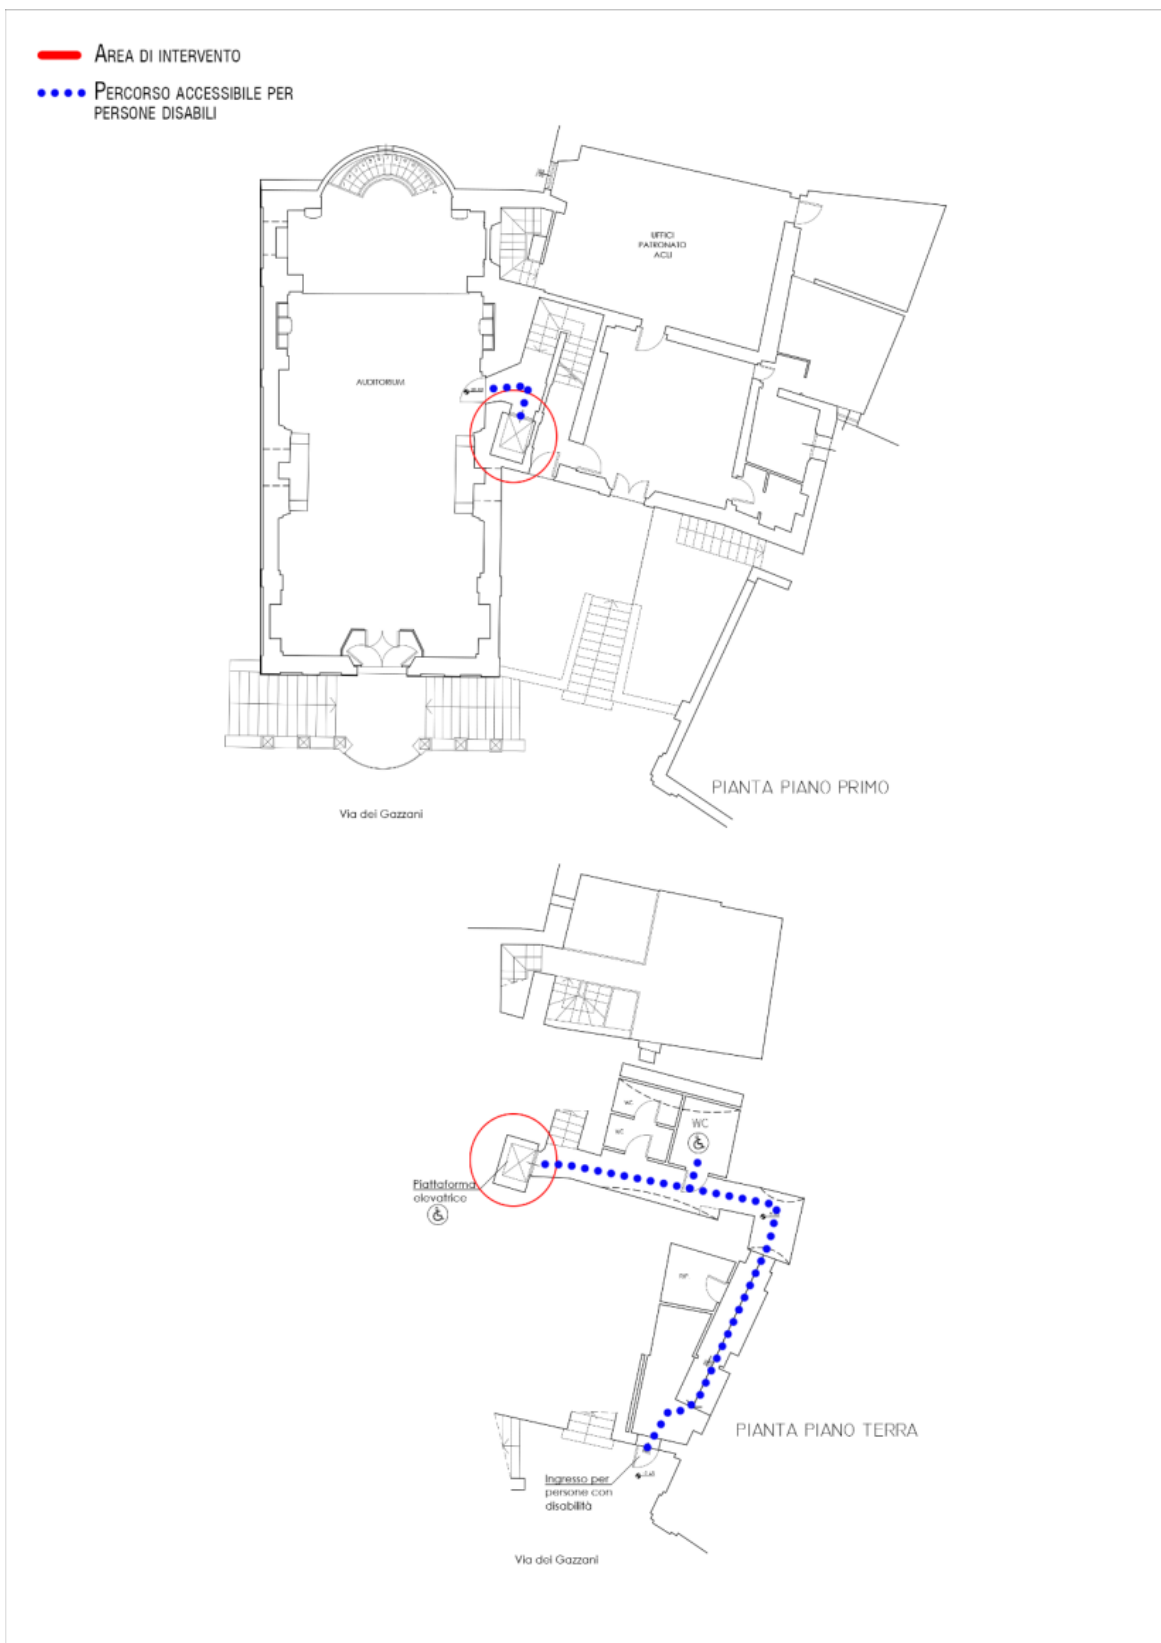 AREA DI INTERVENTO
PERCORSO ACCESSIBILE PER
PERSONE DISABILI
UFFICI
PATRONATO
ACLI
AUDITORIUM
PIANTA PIANO PRIMO
Via dei Gazzani
WC
WC
WC
Piattaforma
elevatrice
PIANTA PIANO TERRA
Ingresso per
persone con
disabilità
Via dei Gazzani